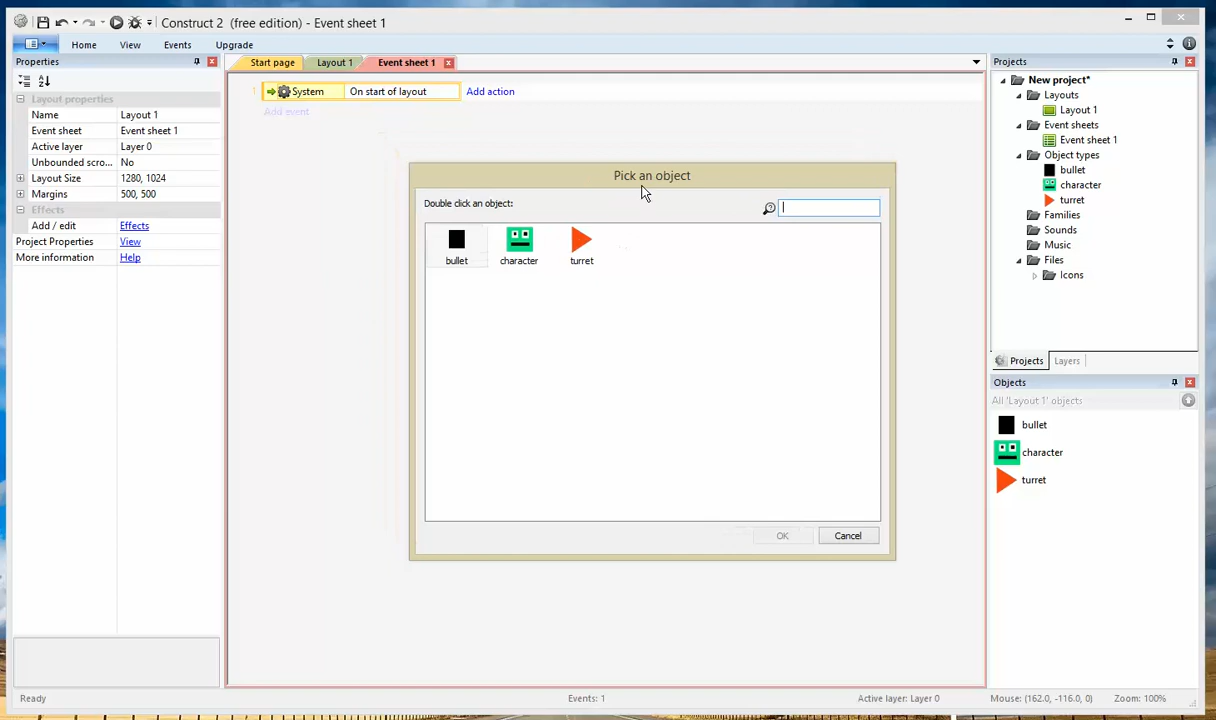 Construct 2 (free edition) - Event sheet 1
Home View Events Upgrade
Properties
Layout properties
Name Layout 1
Event sheet Event sheet 1
Active layer Layer 0
Unbounded scro... No
Layout Size 1280, 1024
Margins 500, 500
Effects
Add / edit Effects
Project Properties View
More information Help
Start page Layout 1 Event sheet 1
1 System On start of layout Add action
Add event
Pick an object
Double click an object:
bullet character turret
OK Cancel
Projects
New project*
Layouts
Layout 1
Event sheets
Event sheet 1
Object types
bullet
character
turret
Families
Sounds
Music
Files
Icons
Projects Layers
Objects
All 'Layout 1' objects
bullet
character
turret
Ready Events: 1 Active layer: Layer 0 Mouse: (162.0, -116.0, 0) Zoom: 100%